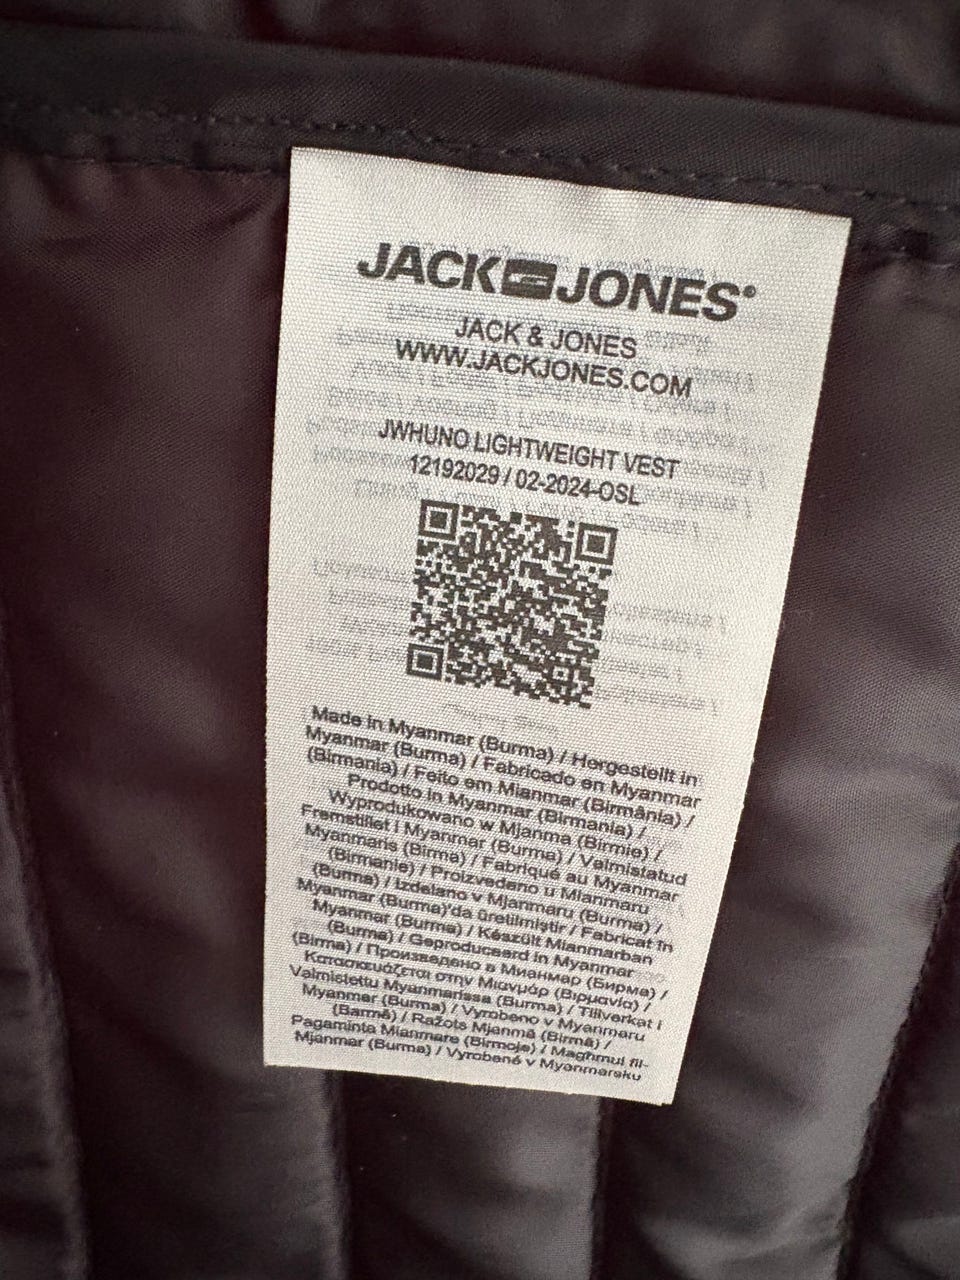 JACK JONES®
JACK & JONES
WWW.JACKJONES.COM
JWHUNO LIGHTWEIGHT VEST
12192029 / 02-2024-OSL
Made in Myanmar (Burma) / Hergestellt in
Myanmar (Burma) / Fabricado en Myanmar
(Birmania) / Feito em Mianmar (Birmânia) /
Prodotto in Myanmar (Birmania) /
Wyprodukowano w Mjanma (Birmie) /
Fremstillet i Myanmar (Burma) / Valmistatud
Myanmaris (Birma) / Fabriqué au Myanmar
(Birmanie) / Proizvedeno u Mianmaru
(Burma) / Izdelano v Mjanmaru (Burma) /
Myanmar (Burma)'da üretilmiştir / Fabricat în
Myanmar (Burma) / Készült Mianmarban
(Burma) / Geproduceerd in Myanmar
(Birma) / Произведено в Мианмар (Бирма) /
Κατασκευάζεται στην Μιανμάρ (Βιρμανία) /
Valmistettu Myanmarissa (Burma) / Tillverkat i
Myanmar (Burma) / Vyrobeno v Myanmaru
(Barmě) / Ražots Mjanmā (Birmā) /
Pagaminta Mianmare (Birmoje) / Maghmul fil-
Mjanmar (Burma) / Vyrobené v Myanmarsku